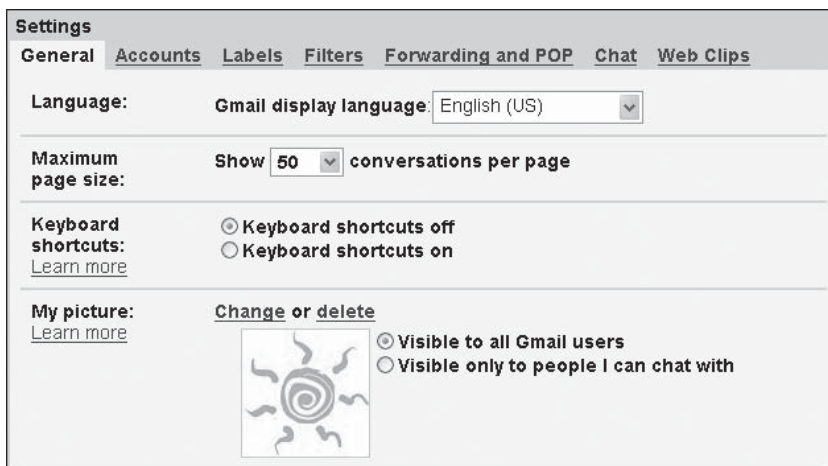 Settings
General Accounts Labels Filters Forwarding and POP Chat Web Clips
Language: Gmail display language: English (US)
Maximum page size: Show 50 conversations per page
Keyboard shortcuts: Keyboard shortcuts off
Keyboard shortcuts on
Learn more
My picture: Change or delete
Learn more
Visible to all Gmail users
Visible only to people I can chat with